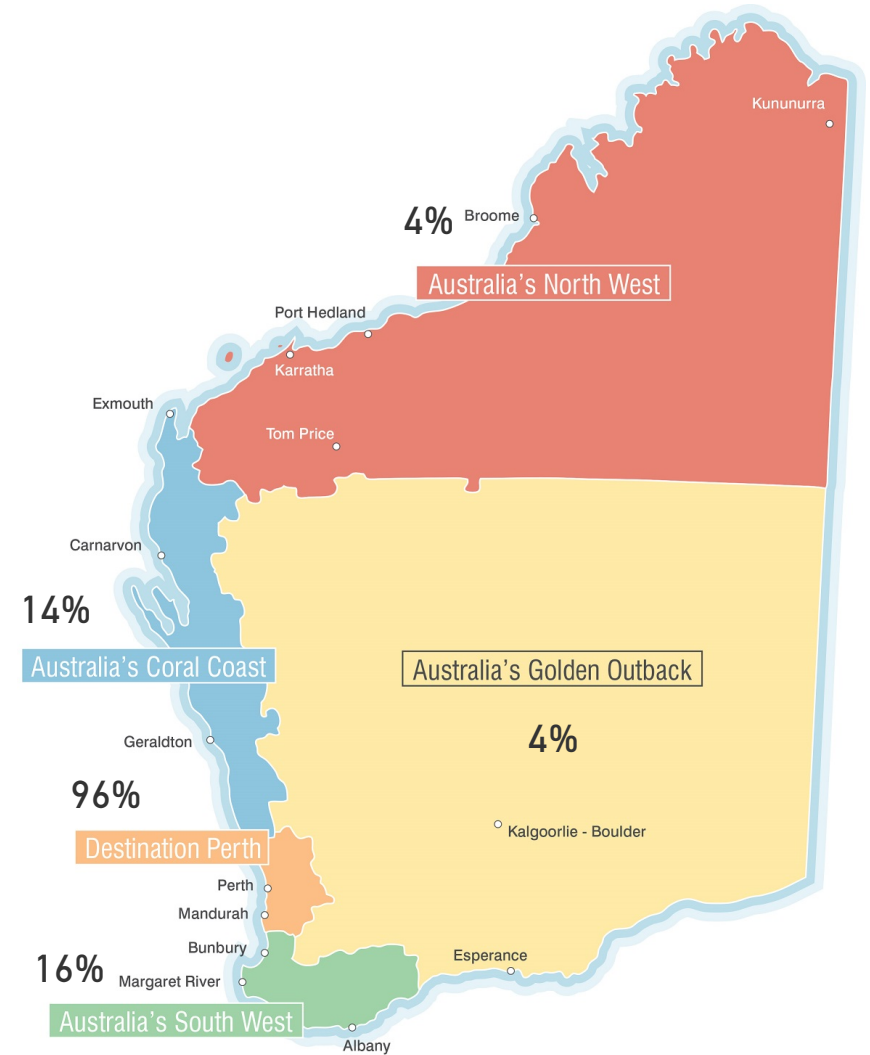 Kununurra
4%
Broome
Australia's North West
Port Hedland
Karratha
Exmouth
Tom Price
Carnarvon
14%
Australia's Coral Coast
Australia's Golden Outback
4%
Geraldton
96%
Kalgoorlie - Boulder
Destination Perth
Perth
Mandurah
Bunbury
Esperance
16%
Margaret River
Australia's South West
Albany